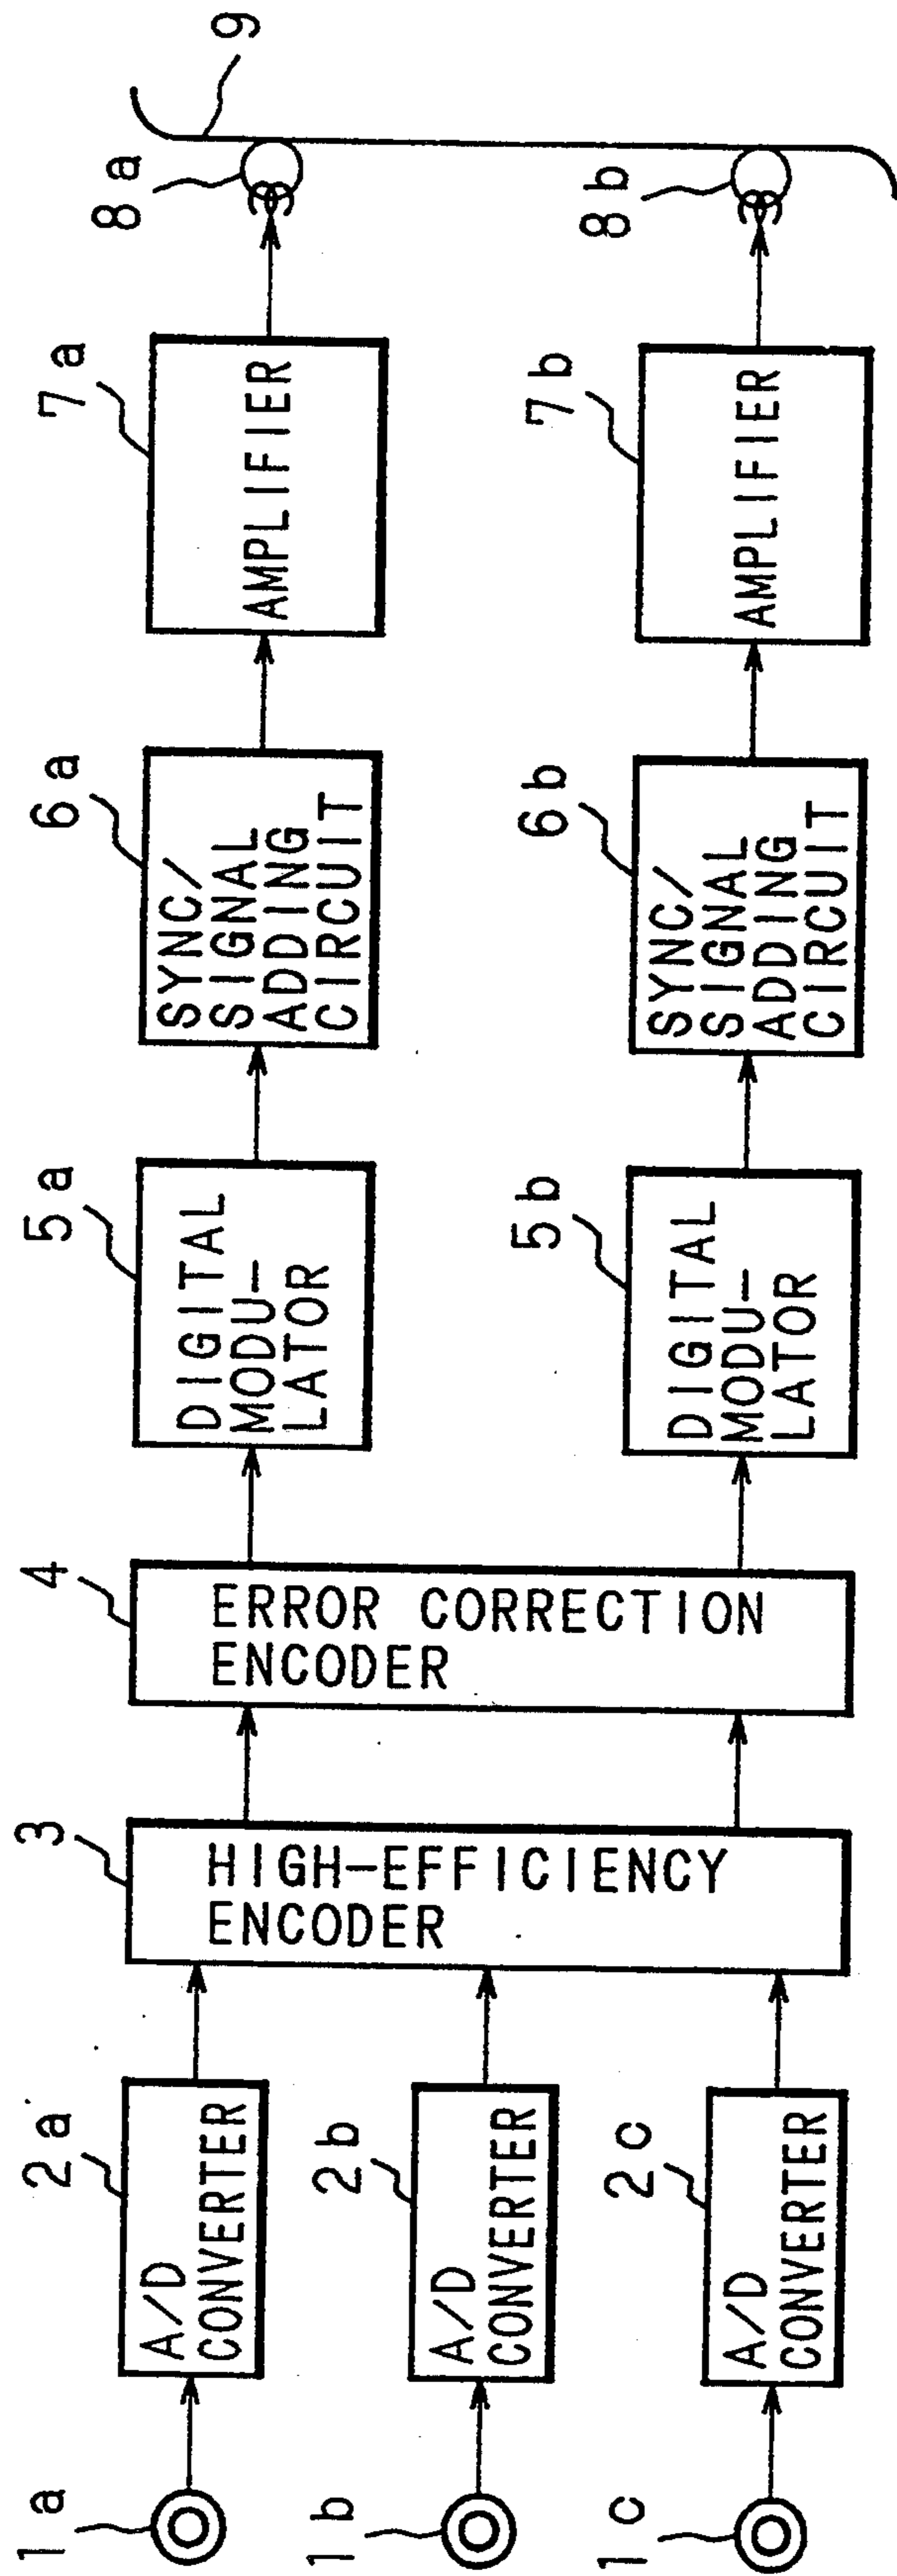 1a
2a
A/D
CONVERTER
1b
2b
A/D
CONVERTER
1c
2c
A/D
CONVERTER
3
HIGH-EFFICIENCY
ENCODER
4
ERROR CORRECTION
ENCODER
5a
DIGITAL
MODU-
LATOR
6a
SYNC/
SIGNAL
ADDING
CIRCUIT
7a
AMPLIFIER
8a
5b
DIGITAL
MODU-
LATOR
6b
SYNC/
SIGNAL
ADDING
CIRCUIT
7b
AMPLIFIER
8b
9